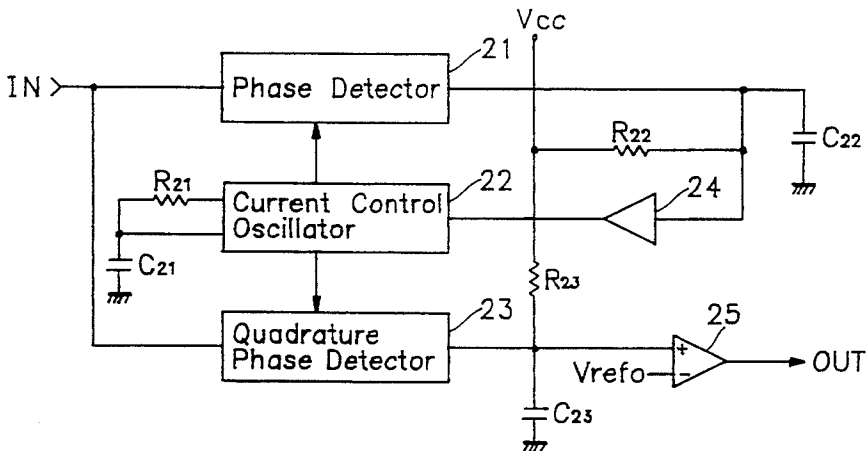 Vcc
21
IN
Phase Detector
R22
C22
R21
22
24
Current Control
Oscillator
C21
R23
23
25
Quadrature
Phase Detector
+
Vrefo
−
OUT
C23